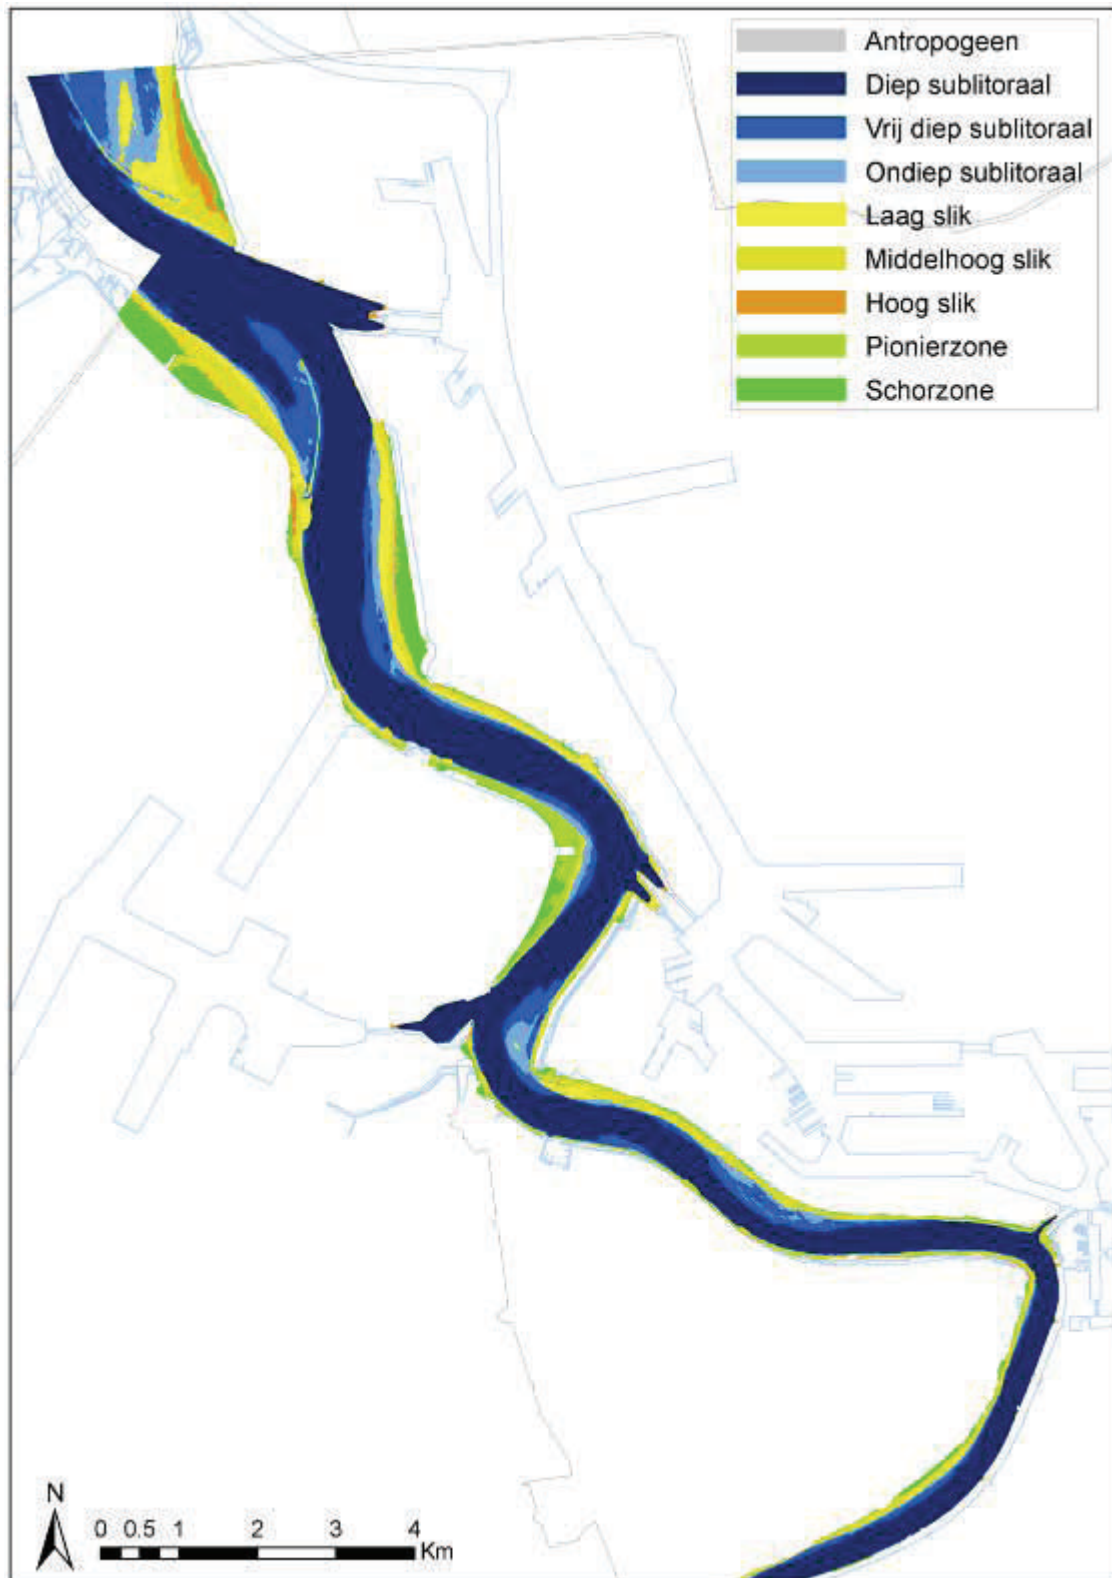 Antropogeen
Diep sublitoraal
Vrij diep sublitoraal
Ondiep sublitoraal
Laag slik
Middelhoog slik
Hoog slik
Pionierzone
Schorzone
N
0 0.5 1 2 3 4
Km